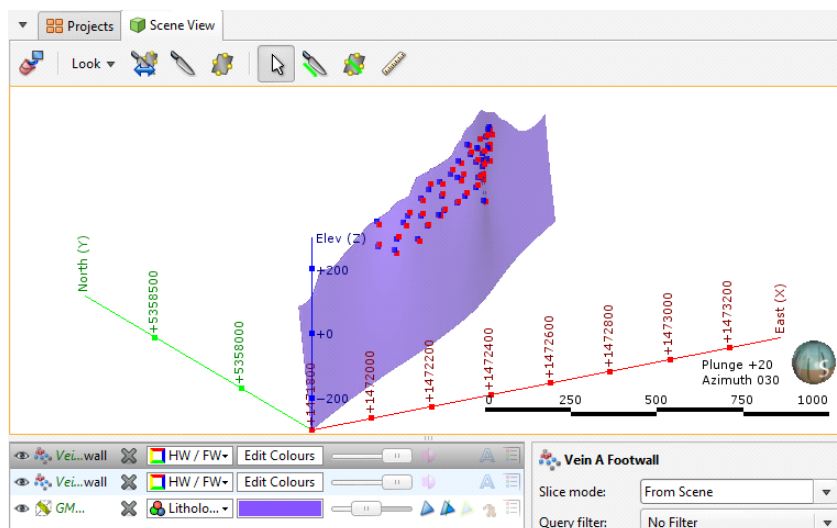 Projects Scene View
Look
Elev (Z)
North (Y)
+5358500
+5358000
+200
+0
-200
+1471800
+1472000
+1472200
+1472400
+1472600
+1472800
+1473000
+1473200
East (X)
Plunge +20
Azimuth 030
S
0 250 500 750 1000
Vei...wall HW / FW Edit Colours A
Vei...wall HW / FW Edit Colours A
GM... Litholo...
Vein A Footwall
Slice mode: From Scene
Query filter: No Filter